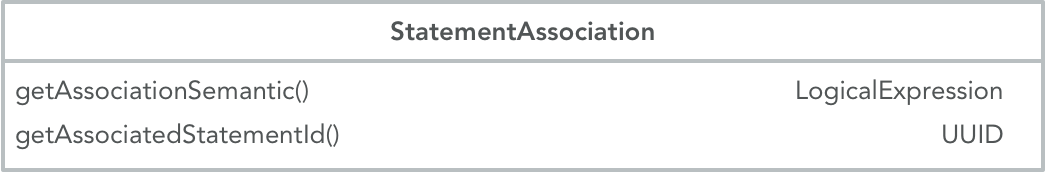 StatementAssociation
getAssociationSemantic() LogicalExpression
getAssociatedStatementId() UUID